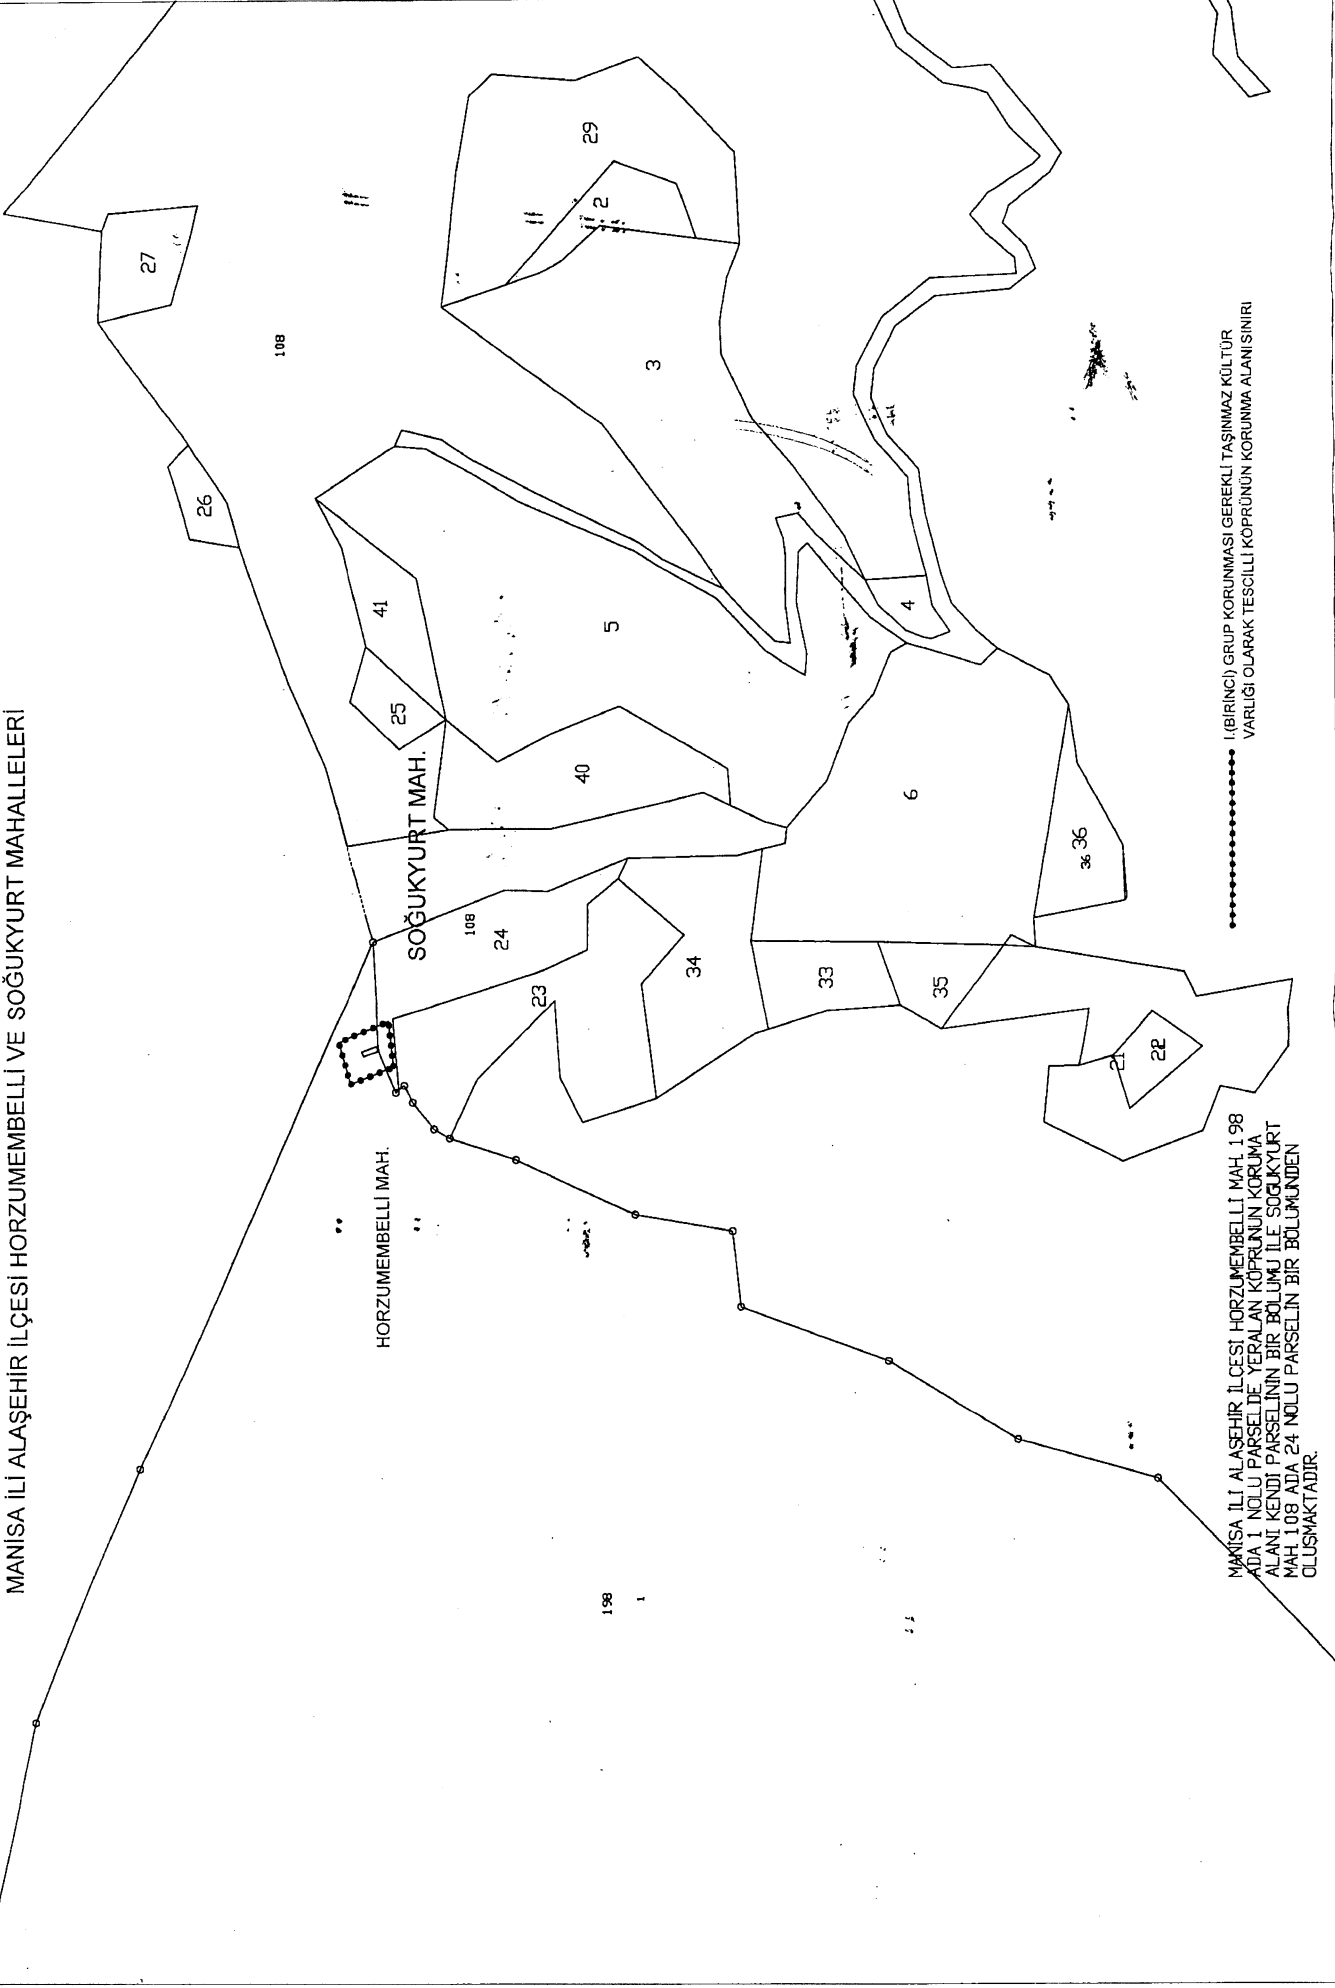 MANİSA İLİ ALAŞEHİR İLÇESİ HORZUMEMBELLİ VE SOĞUKYURT MAHALLELERİ
27
29
2
108
3
26
41
5
4
25
SOĞUKYURT MAH.
40
6
36
36
108
24
23
34
33
35
21
22
HORZUMEMBELLİ MAH.
198
1
I.(BİRİNCİ) GRUP KORUNMASI GEREKLİ TAŞINMAZ KÜLTÜR
VARLIĞI OLARAK TESCİLLİ KÖPRÜNÜN KORUNMA ALANI SINIRI
MANİSA İLİ ALAŞEHİR İLÇESİ HORZUMEMBELLİ MAH. 198
ADA 1 NOLU PARSELDE YERALAN KÖPRÜNÜN KORUMA
ALANI KENDİ PARSELİNİN BİR BÖLÜMÜ İLE SOĞUKYURT
MAH. 108 ADA 24 NOLU PARSELİN BİR BÖLÜMÜNDEN
OLUŞMAKTADIR.